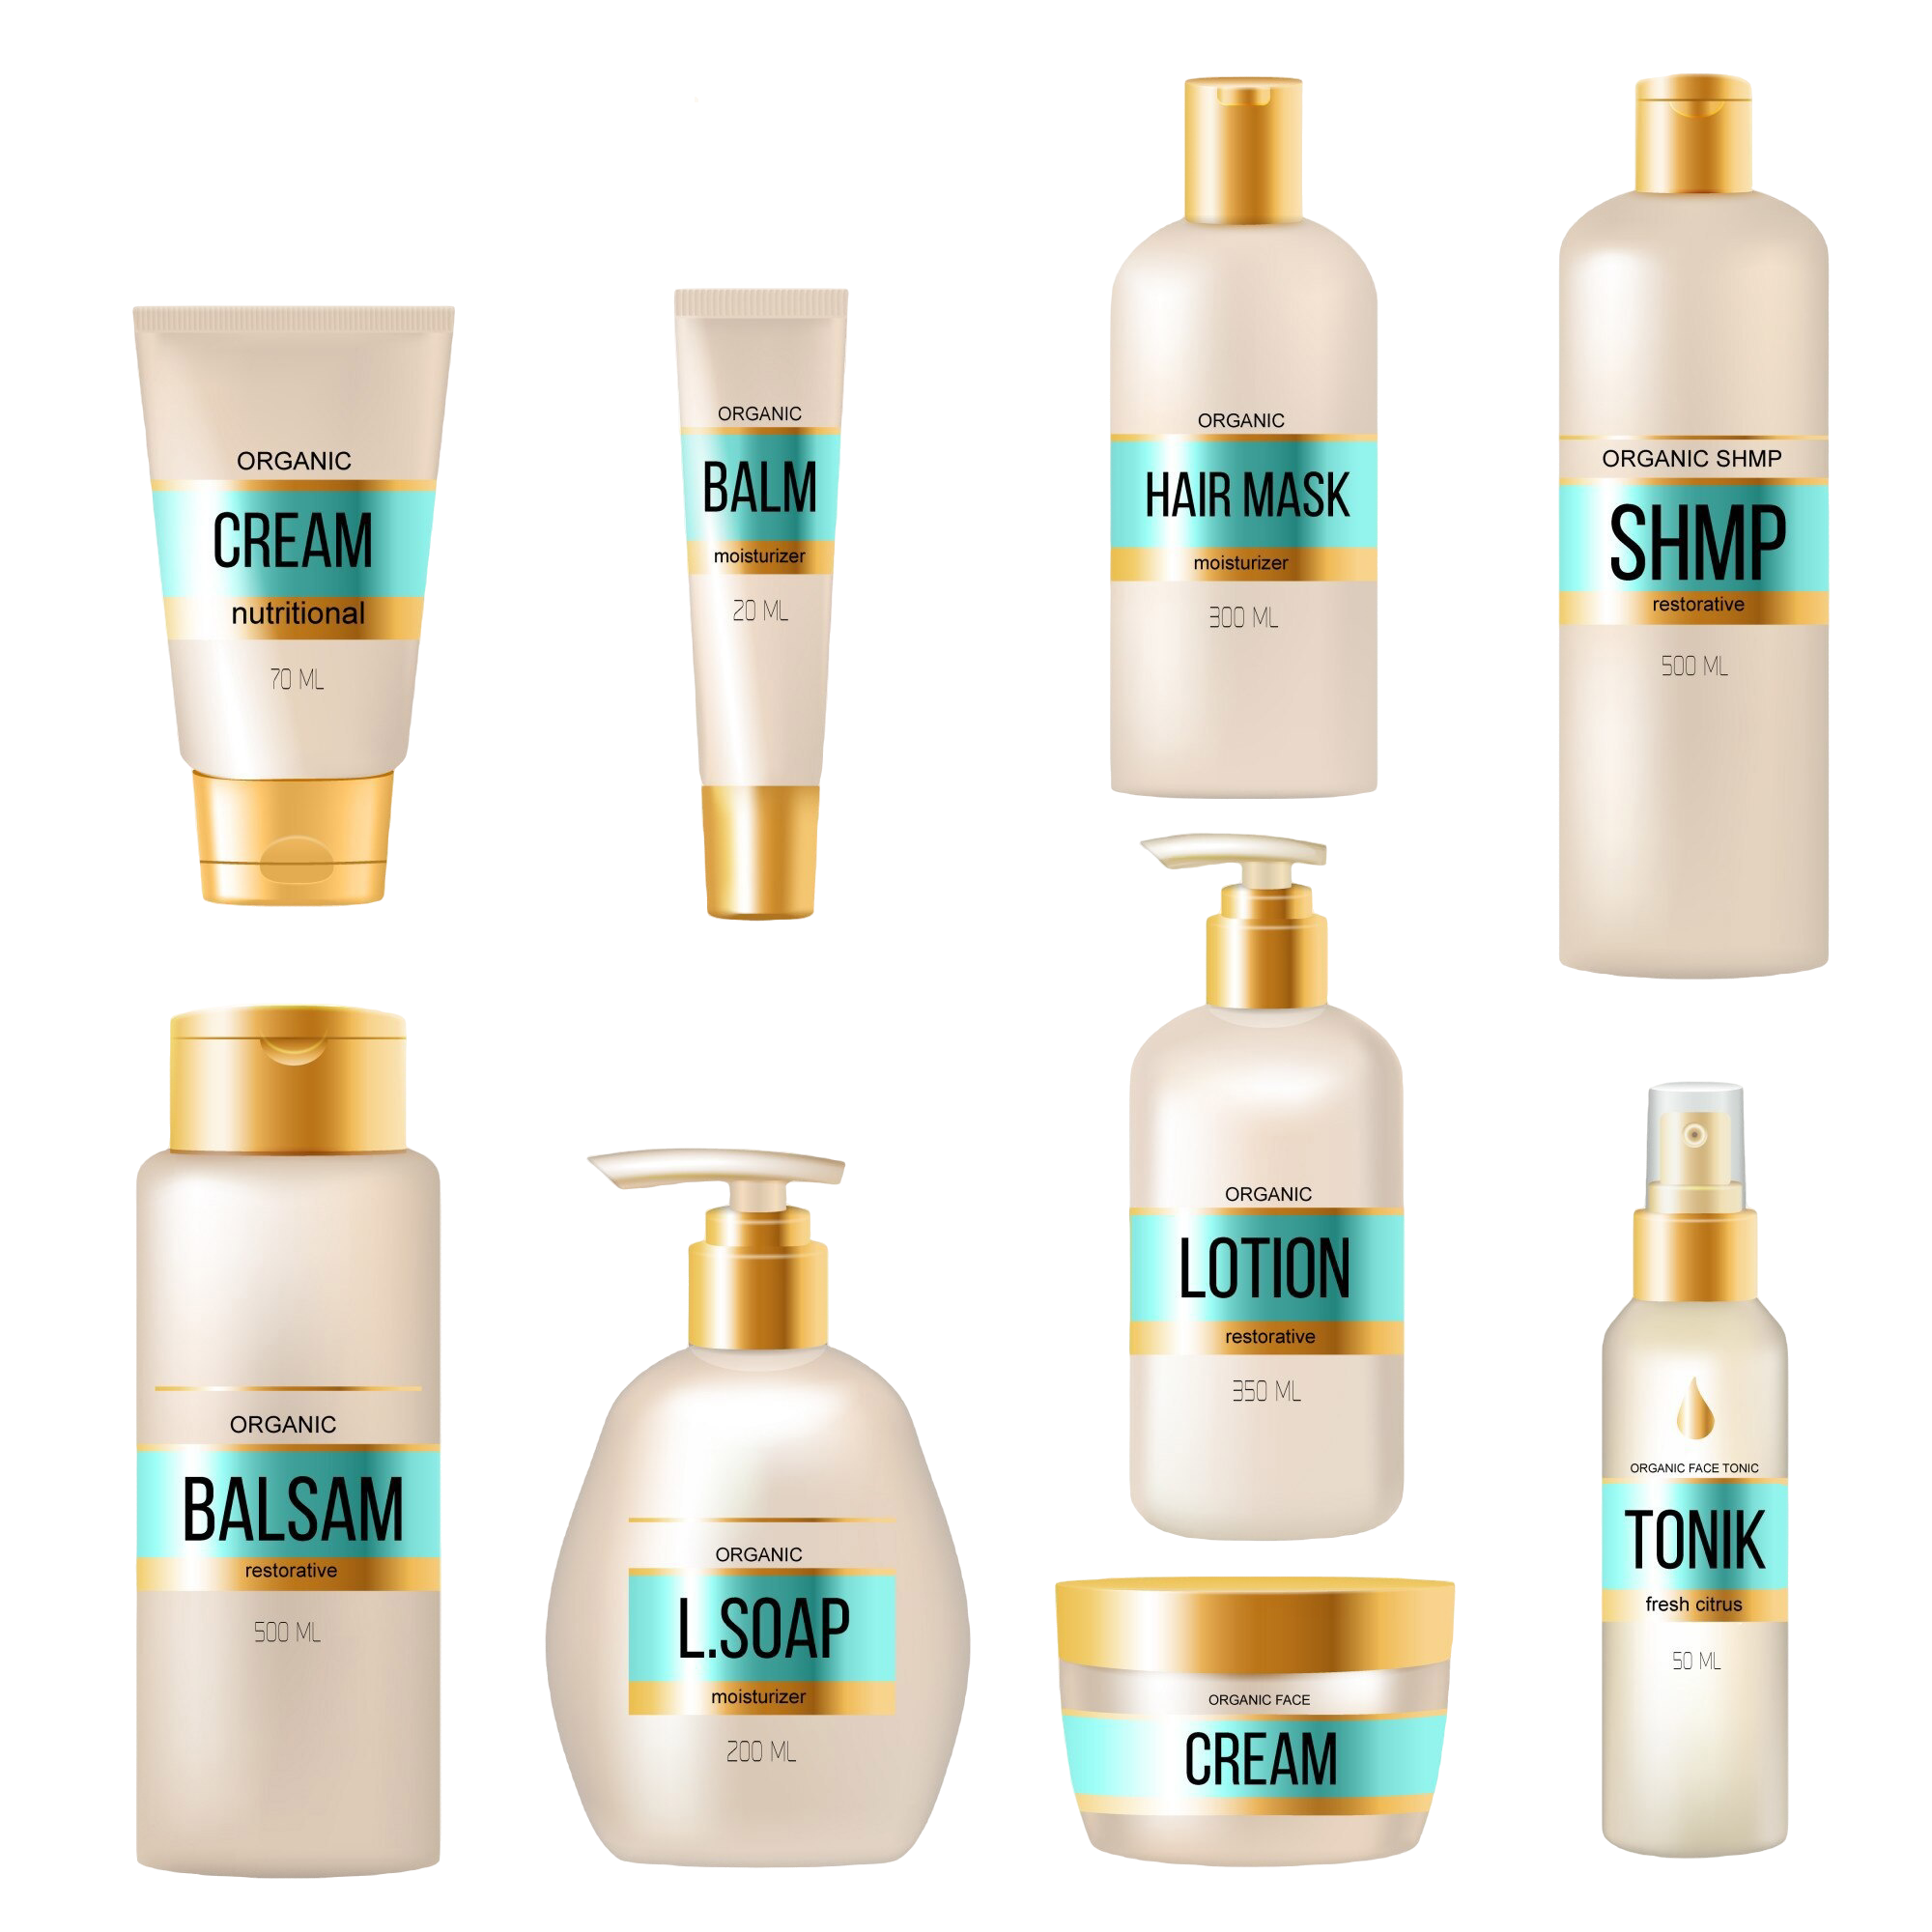 ORGANIC
CREAM
nutritional
70 ML
ORGANIC
BALM
moisturizer
20 ML
ORGANIC
HAIR MASK
moisturizer
300 ML
ORGANIC SHMP
SHMP
restorative
500 ML
ORGANIC
BALSAM
restorative
500 ML
ORGANIC
L.SOAP
moisturizer
200 ML
ORGANIC
LOTION
restorative
350 ML
ORGANIC FACE
CREAM
ORGANIC FACE TONIC
TONIK
fresh citrus
50 ML